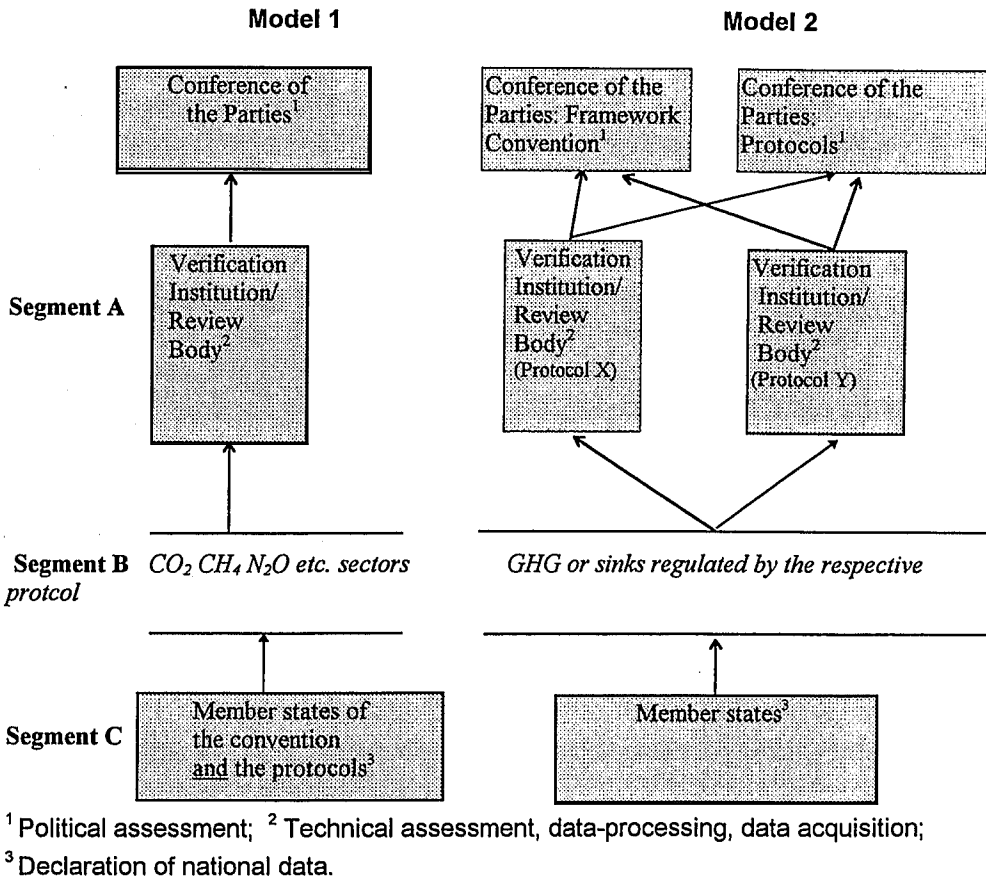 Model 1
Model 2
Conference of
the Parties¹
Conference of the
Parties: Framework
Convention¹
Conference of the
Parties:
Protocols¹
Segment A
Verification
Institution/
Review
Body²
Verification
Institution/
Review
Body²
(Protocol X)
Verification
Institution/
Review
Body²
(Protocol Y)
Segment B
protcol
CO₂ CH₄ N₂O etc. sectors
GHG or sinks regulated by the respective
Segment C
Member states of
the convention
and the protocols³
Member states³
¹ Political assessment; ² Technical assessment, data-processing, data acquisition;
³ Declaration of national data.